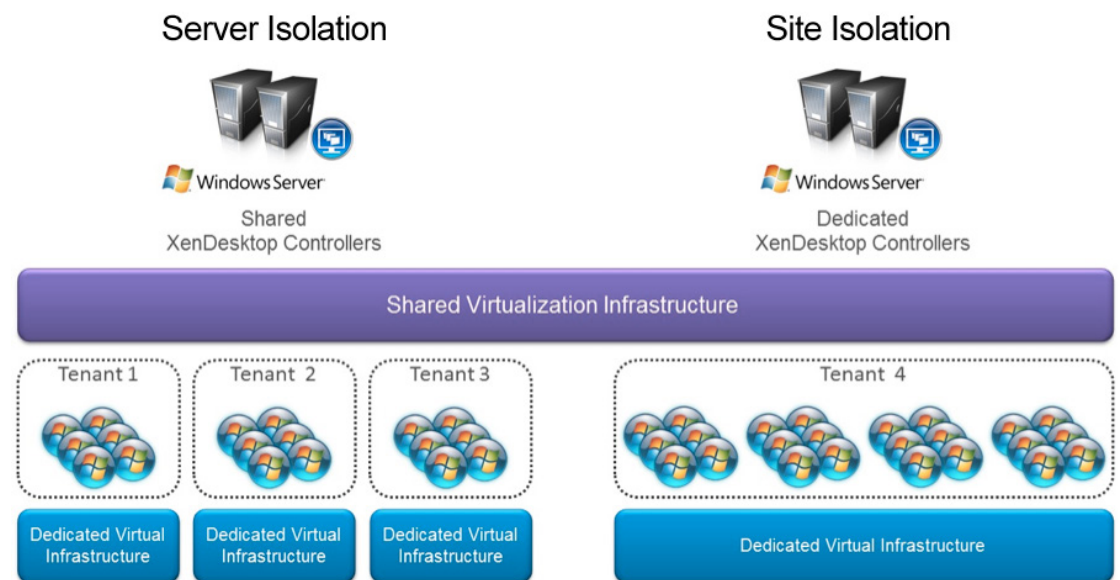 Server Isolation
Site Isolation
Windows Server
Shared
XenDesktop Controllers
Windows Server
Dedicated
XenDesktop Controllers
Shared Virtualization Infrastructure
Tenant 1
Tenant 2
Tenant 3
Tenant 4
Dedicated Virtual
Infrastructure
Dedicated Virtual
Infrastructure
Dedicated Virtual
Infrastructure
Dedicated Virtual Infrastructure